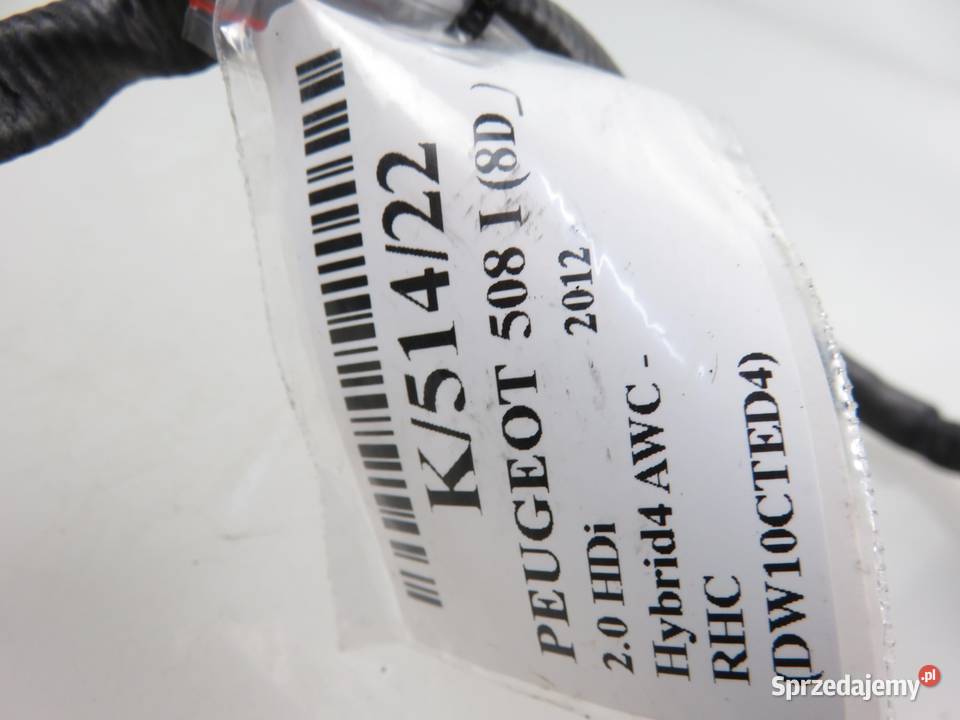 K/514/22
PEUGEOT 508 I (8D_)
2.0 HDi 2012
Hybrid4 AWC -
RHC
(DW10CTED4)
Sprzedajemy.pl